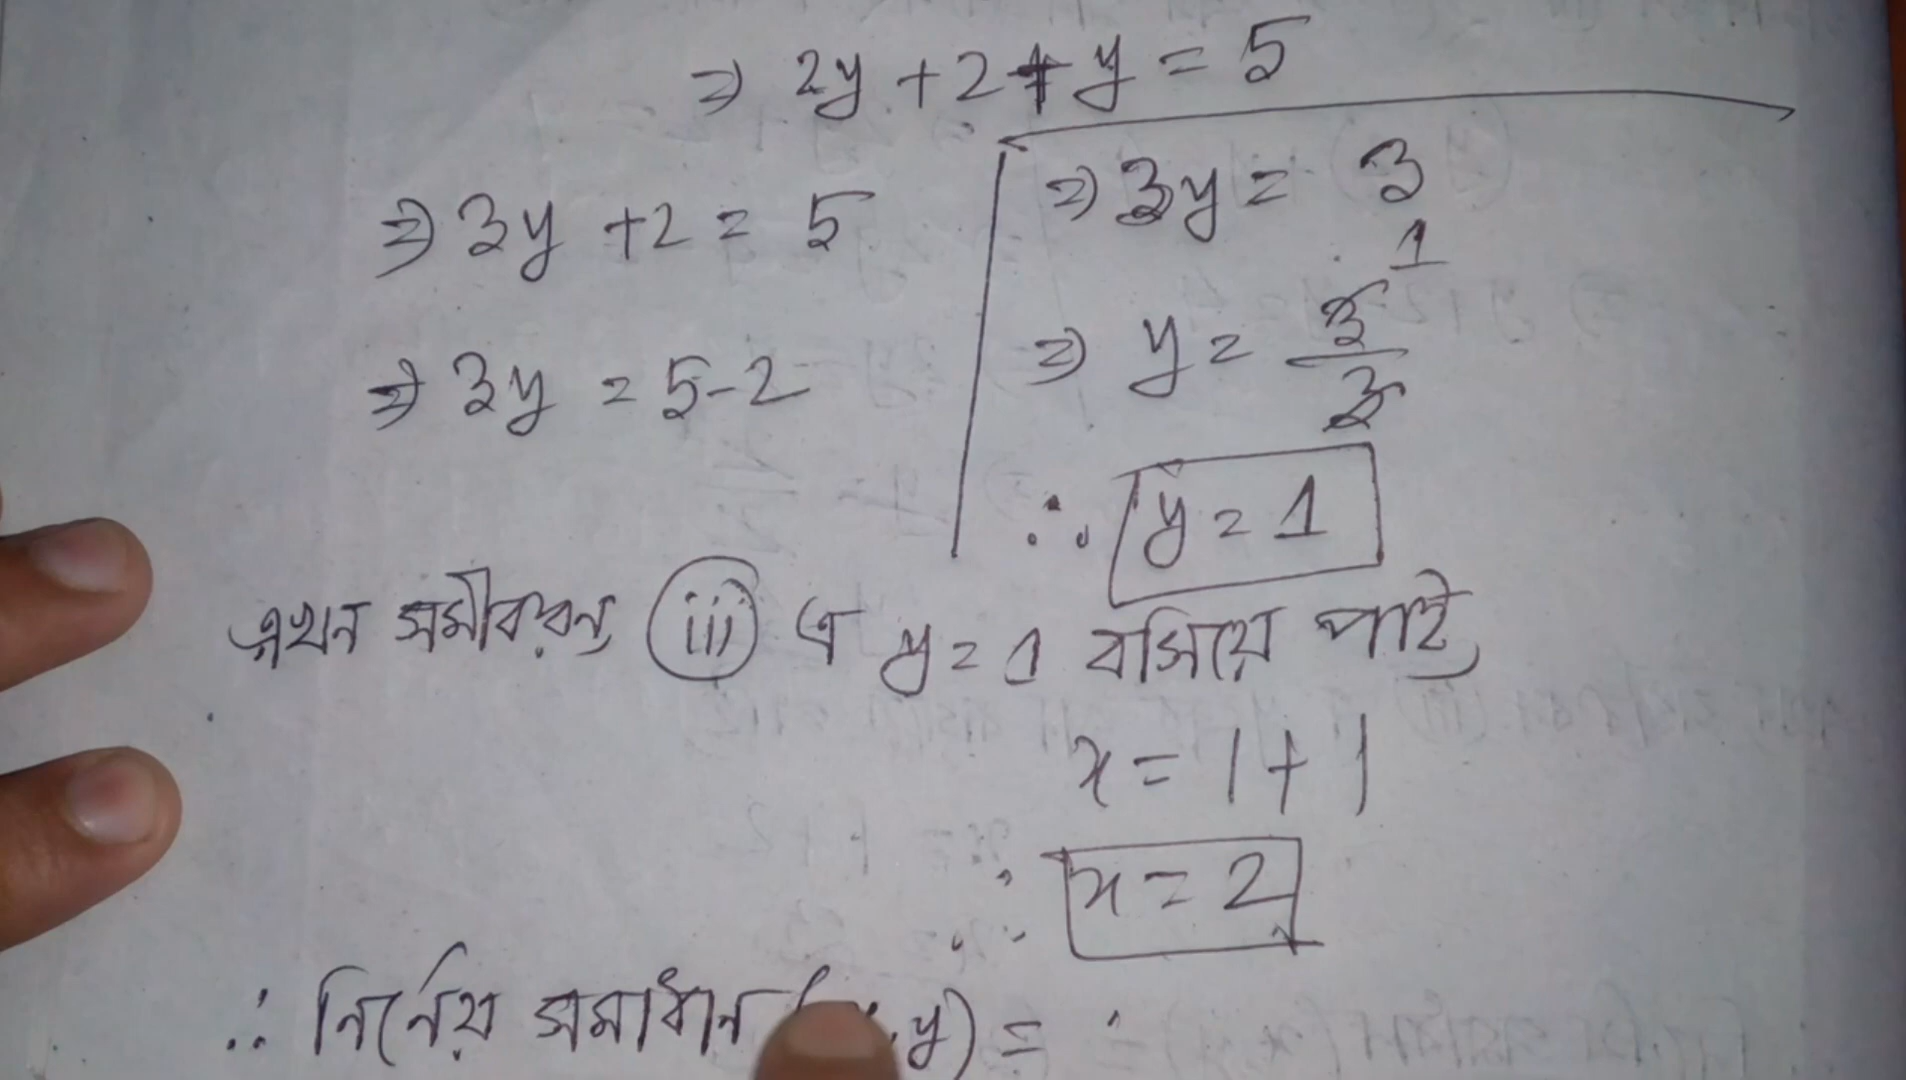 ⇒ 2y + 2 + y = 5
⇒ 3y + 2 = 5
⇒ 3y = 5 - 2
⇒ 3y = 3
⇒ y = 3/3 1
∴ y = 1
এখন সমীকরণ (iii) এ y = 1 বসিয়ে পাই,
x = 1 + 1
∴ x = 2
∴ নির্নেয় সমাধান ( , y) =